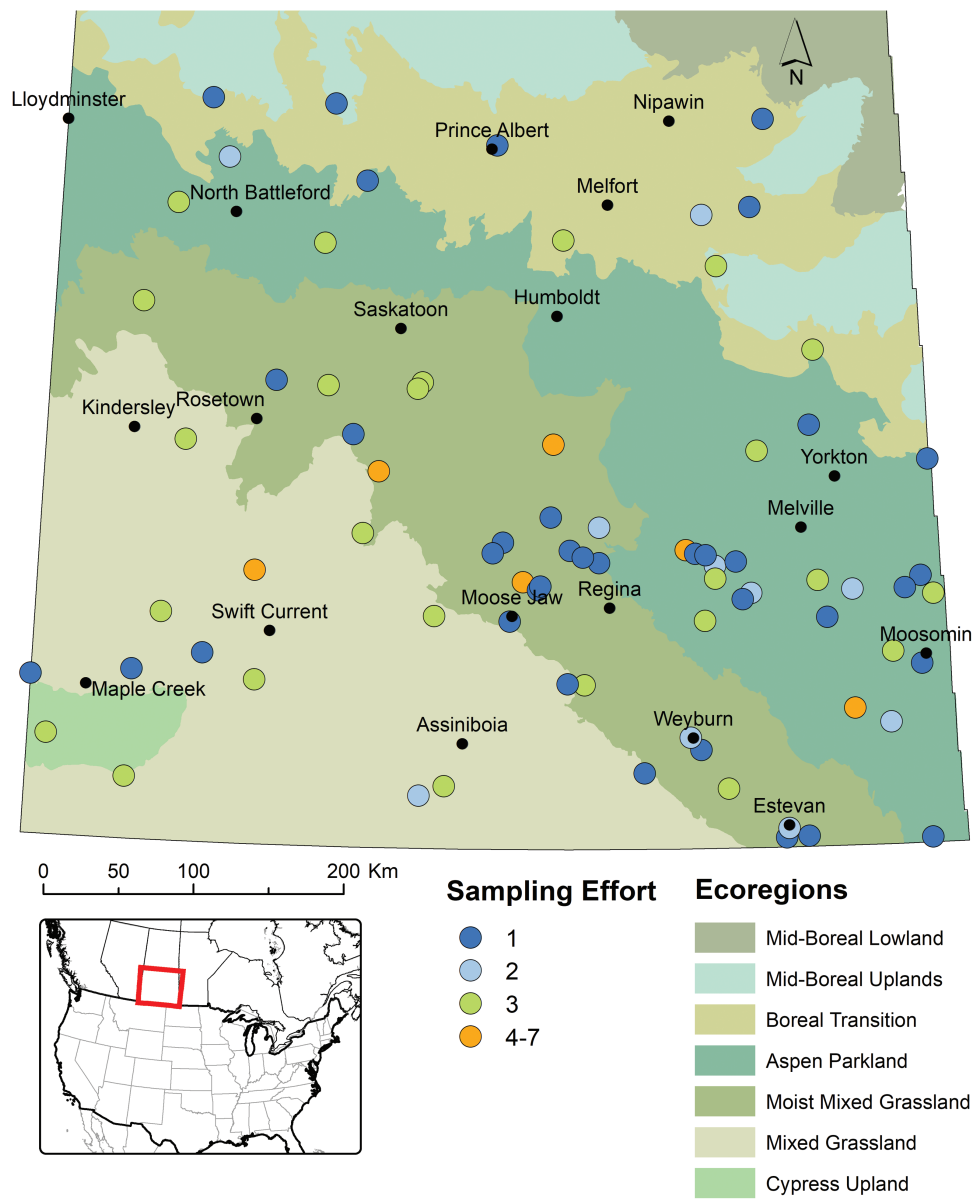 N
Lloydminster
Nipawin
Prince Albert
North Battleford
Melfort
Humboldt
Saskatoon
Rosetown
Kindersley
Yorkton
Melville
Regina
Moose Jaw
Swift Current
Moosomin
Maple Creek
Assiniboia
Weyburn
Estevan
0 50 100 200 Km
Sampling Effort
1
2
3
4-7
Ecoregions
Mid-Boreal Lowland
Mid-Boreal Uplands
Boreal Transition
Aspen Parkland
Moist Mixed Grassland
Mixed Grassland
Cypress Upland